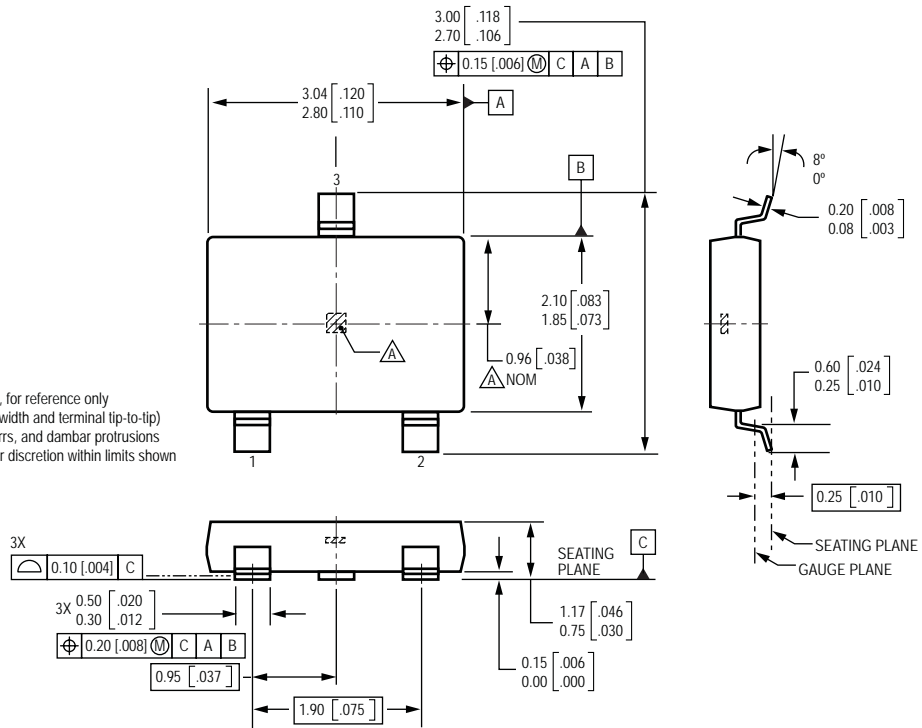 3.00 [ .118 ]
2.70 [ .106 ]
⌖ 0.15 [.006] Ⓜ C A B
3.04 [ .120 ]
2.80 [ .110 ]
A
3
B
8º
0º
0.20 [ .008 ]
0.08 [ .003 ]
2.10 [ .083 ]
1.85 [ .073 ]
A
0.96 [ .038 ]
A NOM
0.60 [ .024 ]
0.25 [ .010 ]
, for reference only
width and terminal tip-to-tip)
rrs, and dambar protrusions
r discretion within limits shown
1
2
0.25 [ .010 ]
SEATING PLANE
GAUGE PLANE
3X
⌓ 0.10 [.004] C
SEATING
PLANE
C
3X 0.50 [ .020 ]
0.30 [ .012 ]
⌖ 0.20 [.008] Ⓜ C A B
1.17 [ .046 ]
0.75 [ .030 ]
0.15 [ .006 ]
0.00 [ .000 ]
0.95 [ .037 ]
1.90 [ .075 ]